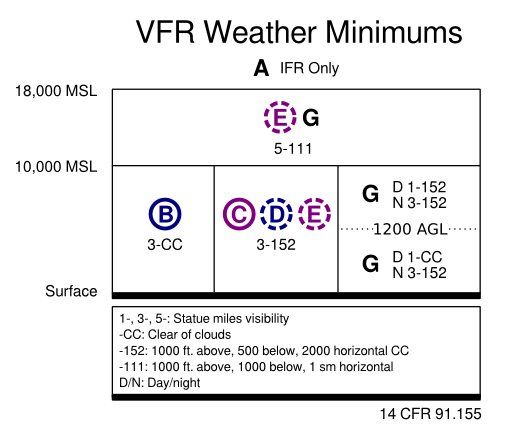 VFR Weather Minimums
A IFR Only
18,000 MSL
E G
5-111
10,000 MSL
B
3-CC
C D E
3-152
G D 1-152
N 3-152
1200 AGL
G D 1-CC
N 3-152
Surface
1-, 3-, 5-: Statue miles visibility
-CC: Clear of clouds
-152: 1000 ft. above, 500 below, 2000 horizontal CC
-111: 1000 ft. above, 1000 below, 1 sm horizontal
D/N: Day/night
14 CFR 91.155